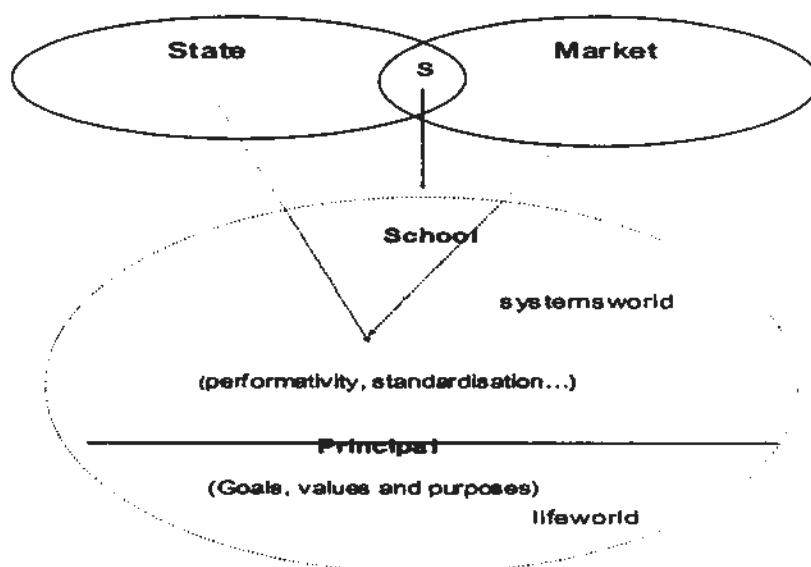 State
Market
S
School
systemsworld
(performativity, standardisation...)
Principal
(Goals, values and purposes)
lifeworld